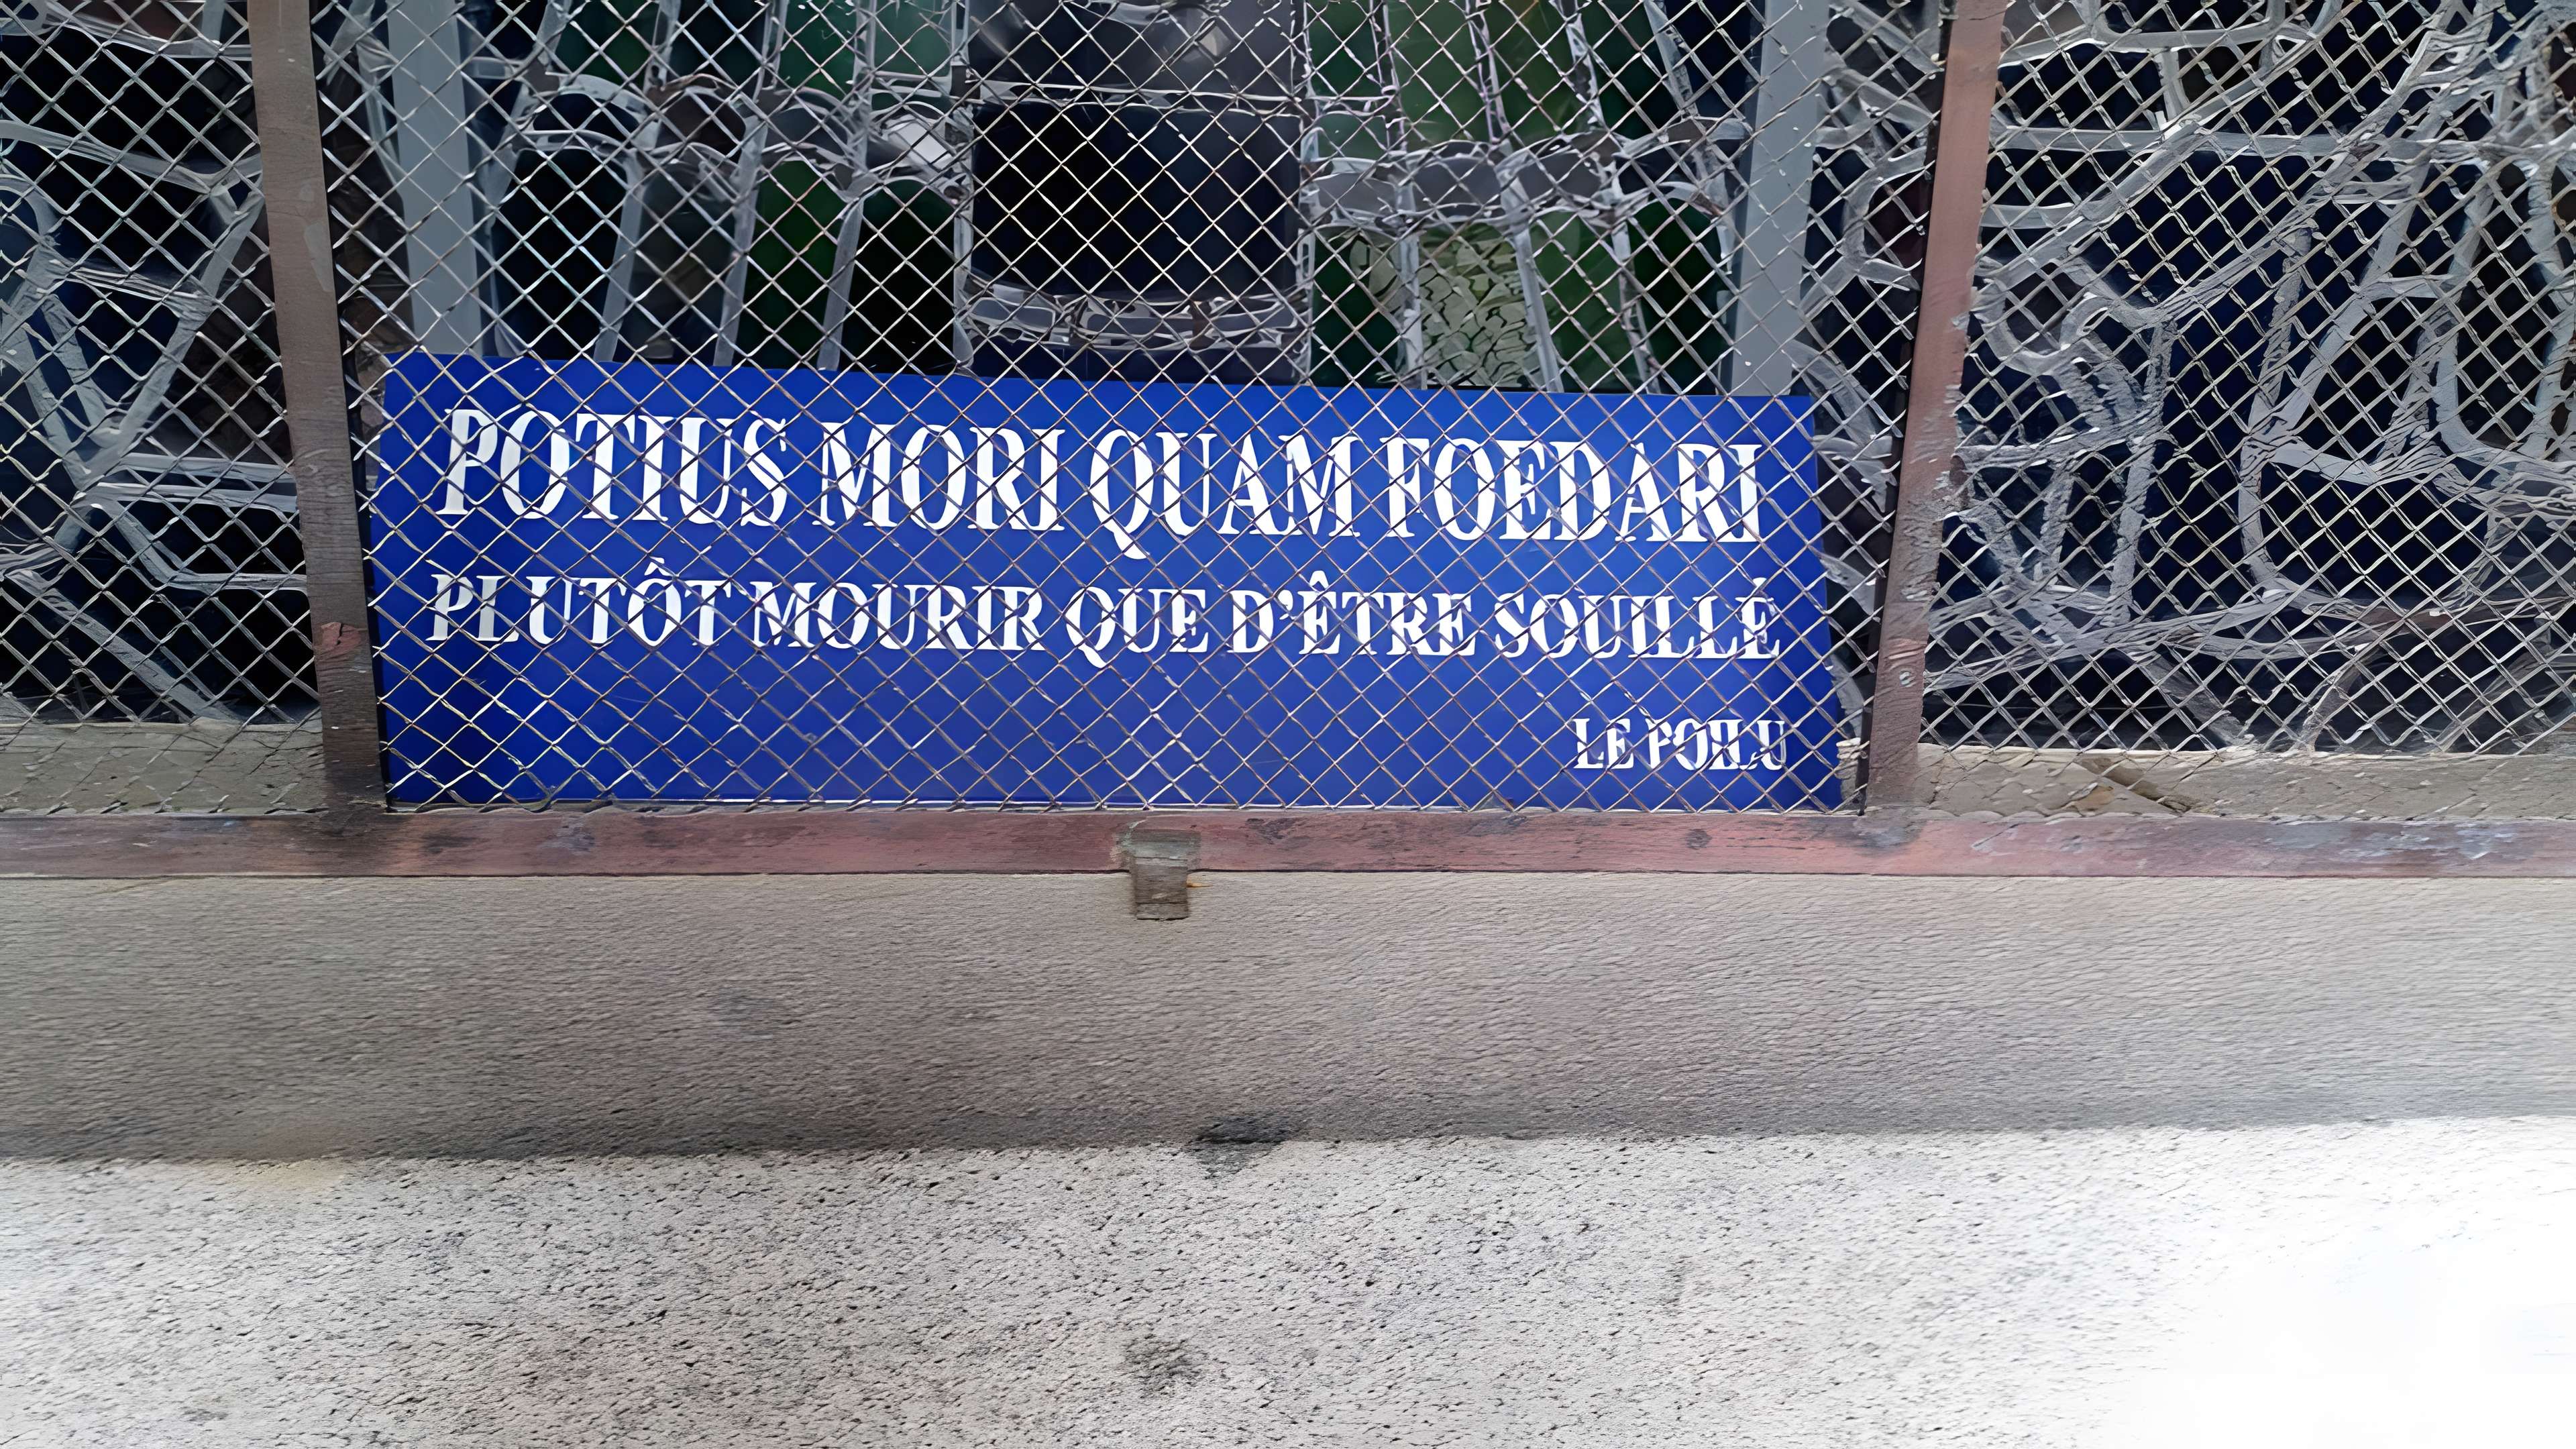 POTIUS MORI QUAM FOEDARI
PLUTÔT MOURIR QUE D'ÊTRE SOUILLÉ
LE POILU